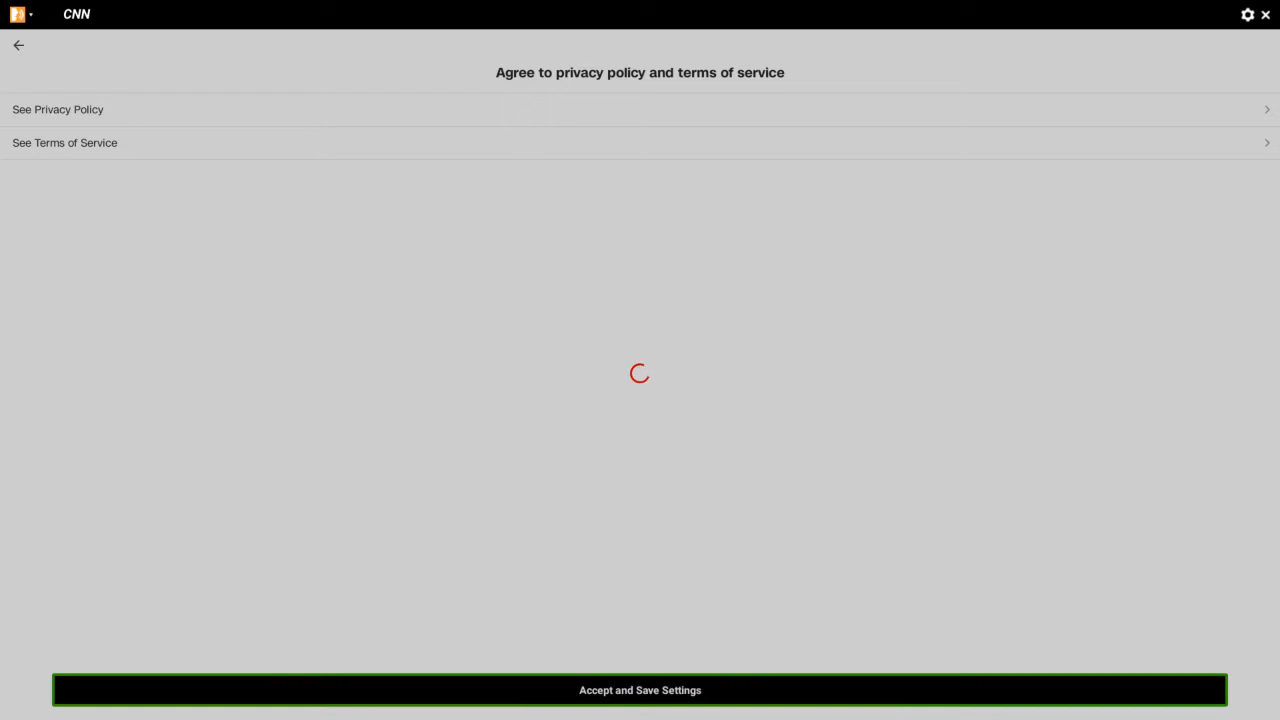 CNN
Agree to privacy policy and terms of service
See Privacy Policy
See Terms of Service
Accept and Save Settings